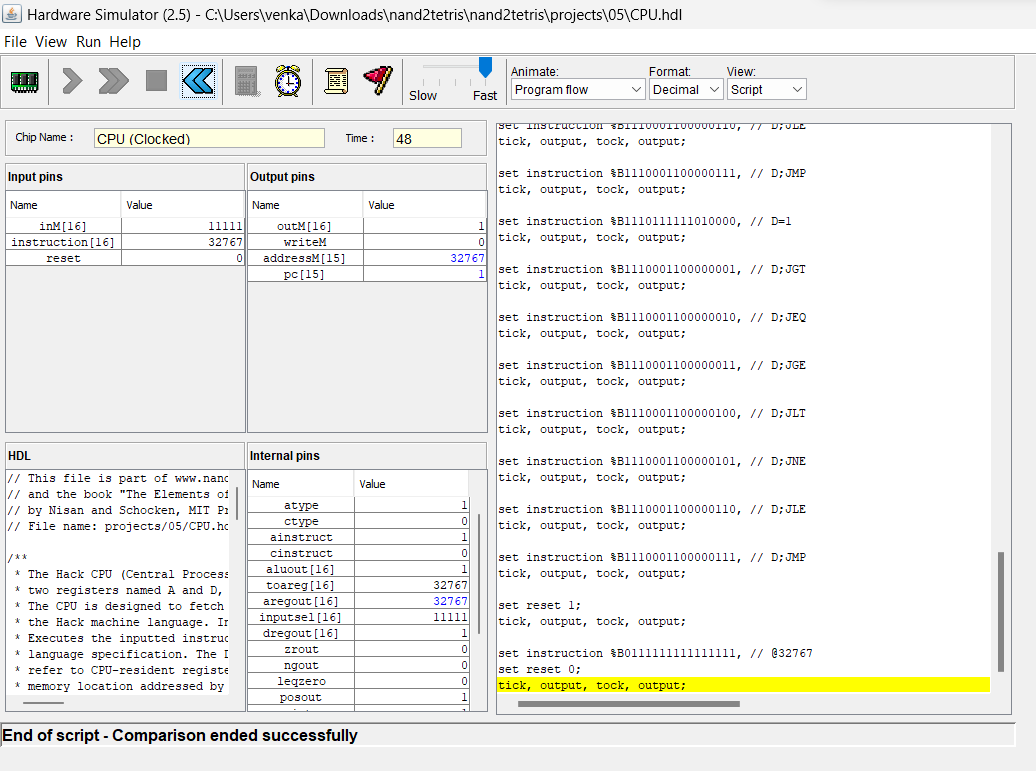 Hardware Simulator (2.5) - C:\Users\venka\Downloads\nand2tetris\nand2tetris\projects\05\CPU.hdl
File View Run Help
Slow Fast
Animate: Format: View:
Program flow Decimal Script
Chip Name : CPU (Clocked) Time : 48
Input pins
Name Value
inM[16] 11111
instruction[16] 32767
reset 0
Output pins
Name Value
outM[16] 1
writeM 0
addressM[15] 32767
pc[15] 1
HDL
// This file is part of www.nand
// and the book "The Elements of
// by Nisan and Schocken, MIT Pr
// File name: projects/05/CPU.hd
/**
* The Hack CPU (Central Process
* two registers named A and D,
* The CPU is designed to fetch
* the Hack machine language. In
* Executes the inputted instruc
* language specification. The D
* refer to CPU-resident registe
* memory location addressed by
Internal pins
Name Value
atype 1
ctype 0
ainstruct 1
cinstruct 0
aluout[16] 1
toareg[16] 32767
aregout[16] 32767
inputsel[16] 11111
dregout[16] 1
zrout 0
ngout 0
leqzero 0
posout 1
set instruction %B1110001100000110, // D;JLE
tick, output, tock, output;
set instruction %B1110001100000111, // D;JMP
tick, output, tock, output;
set instruction %B1110111111010000, // D=1
tick, output, tock, output;
set instruction %B1110001100000001, // D;JGT
tick, output, tock, output;
set instruction %B1110001100000010, // D;JEQ
tick, output, tock, output;
set instruction %B1110001100000011, // D;JGE
tick, output, tock, output;
set instruction %B1110001100000100, // D;JLT
tick, output, tock, output;
set instruction %B1110001100000101, // D;JNE
tick, output, tock, output;
set instruction %B1110001100000110, // D;JLE
tick, output, tock, output;
set instruction %B1110001100000111, // D;JMP
tick, output, tock, output;
set reset 1;
tick, output, tock, output;
set instruction %B0111111111111111, // @32767
set reset 0;
tick, output, tock, output;
End of script - Comparison ended successfully